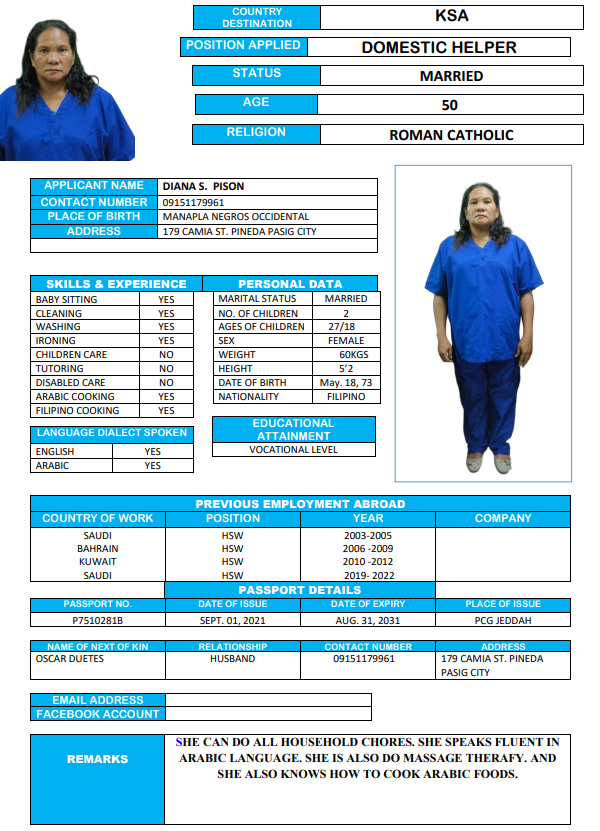 COUNTRY DESTINATION KSA
POSITION APPLIED DOMESTIC HELPER
STATUS MARRIED
AGE 50
RELIGION ROMAN CATHOLIC
APPLICANT NAME DIANA S. PISON
CONTACT NUMBER 09151179961
PLACE OF BIRTH MANAPLA NEGROS OCCIDENTAL
ADDRESS 179 CAMIA ST. PINEDA PASIG CITY
SKILLS & EXPERIENCE
BABY SITTING YES
CLEANING YES
WASHING YES
IRONING YES
CHILDREN CARE NO
TUTORING NO
DISABLED CARE NO
ARABIC COOKING YES
FILIPINO COOKING YES
LANGUAGE DIALECT SPOKEN
ENGLISH YES
ARABIC YES
PERSONAL DATA
MARITAL STATUS MARRIED
NO. OF CHILDREN 2
AGES OF CHILDREN 27/18
SEX FEMALE
WEIGHT 60KGS
HEIGHT 5'2
DATE OF BIRTH May. 18, 73
NATIONALITY FILIPINO
EDUCATIONAL
ATTAINMENT
VOCATIONAL LEVEL
PREVIOUS EMPLOYMENT ABROAD
COUNTRY OF WORK POSITION YEAR COMPANY
SAUDI HSW 2003-2005
BAHRAIN HSW 2006 -2009
KUWAIT HSW 2010 -2012
SAUDI HSW 2019- 2022
PASSPORT DETAILS
PASSPORT NO. DATE OF ISSUE DATE OF EXPIRY PLACE OF ISSUE
P7510281B SEPT. 01, 2021 AUG. 31, 2031 PCG JEDDAH
NAME OF NEXT OF KIN RELATIONSHIP CONTACT NUMBER ADDRESS
OSCAR DUETES HUSBAND 09151179961 179 CAMIA ST. PINEDA
PASIG CITY
EMAIL ADDRESS
FACEBOOK ACCOUNT
REMARKS
SHE CAN DO ALL HOUSEHOLD CHORES. SHE SPEAKS FLUENT IN
ARABIC LANGUAGE. SHE IS ALSO DO MASSAGE THERAFY. AND
SHE ALSO KNOWS HOW TO COOK ARABIC FOODS.